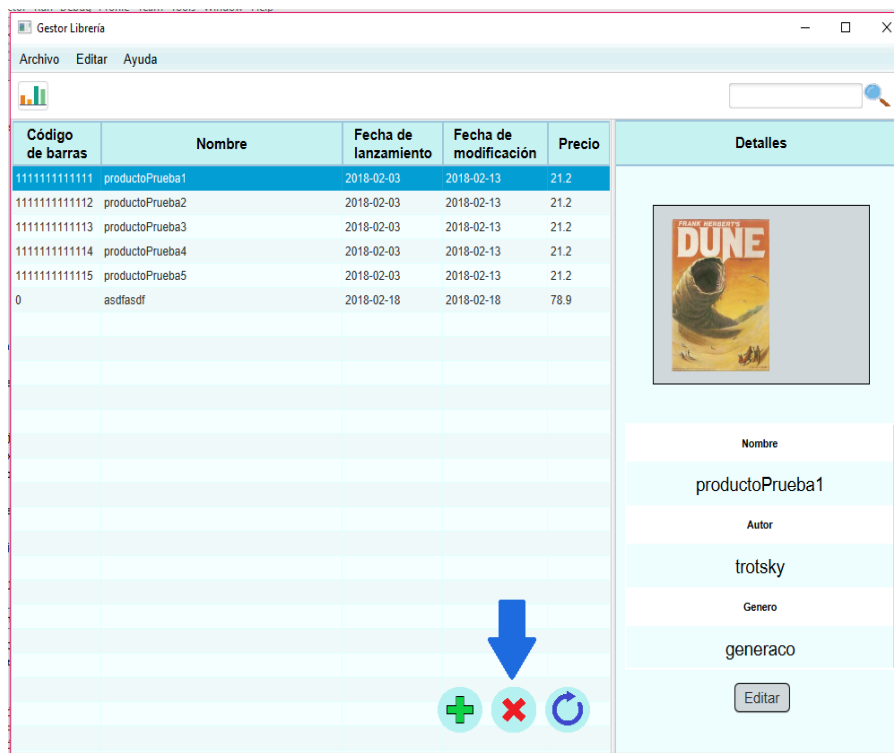 Gestor Librería
Archivo Editar Ayuda
Código de barras Nombre Fecha de lanzamiento Fecha de modificación Precio
1111111111111 productoPrueba1 2018-02-03 2018-02-13 21.2
1111111111112 productoPrueba2 2018-02-03 2018-02-13 21.2
1111111111113 productoPrueba3 2018-02-03 2018-02-13 21.2
1111111111114 productoPrueba4 2018-02-03 2018-02-13 21.2
1111111111115 productoPrueba5 2018-02-03 2018-02-13 21.2
0 asdfasdf 2018-02-18 2018-02-18 78.9
Detalles
FRANK HERBERT'S
DUNE
Nombre
productoPrueba1
Autor
trotsky
Genero
generaco
Editar